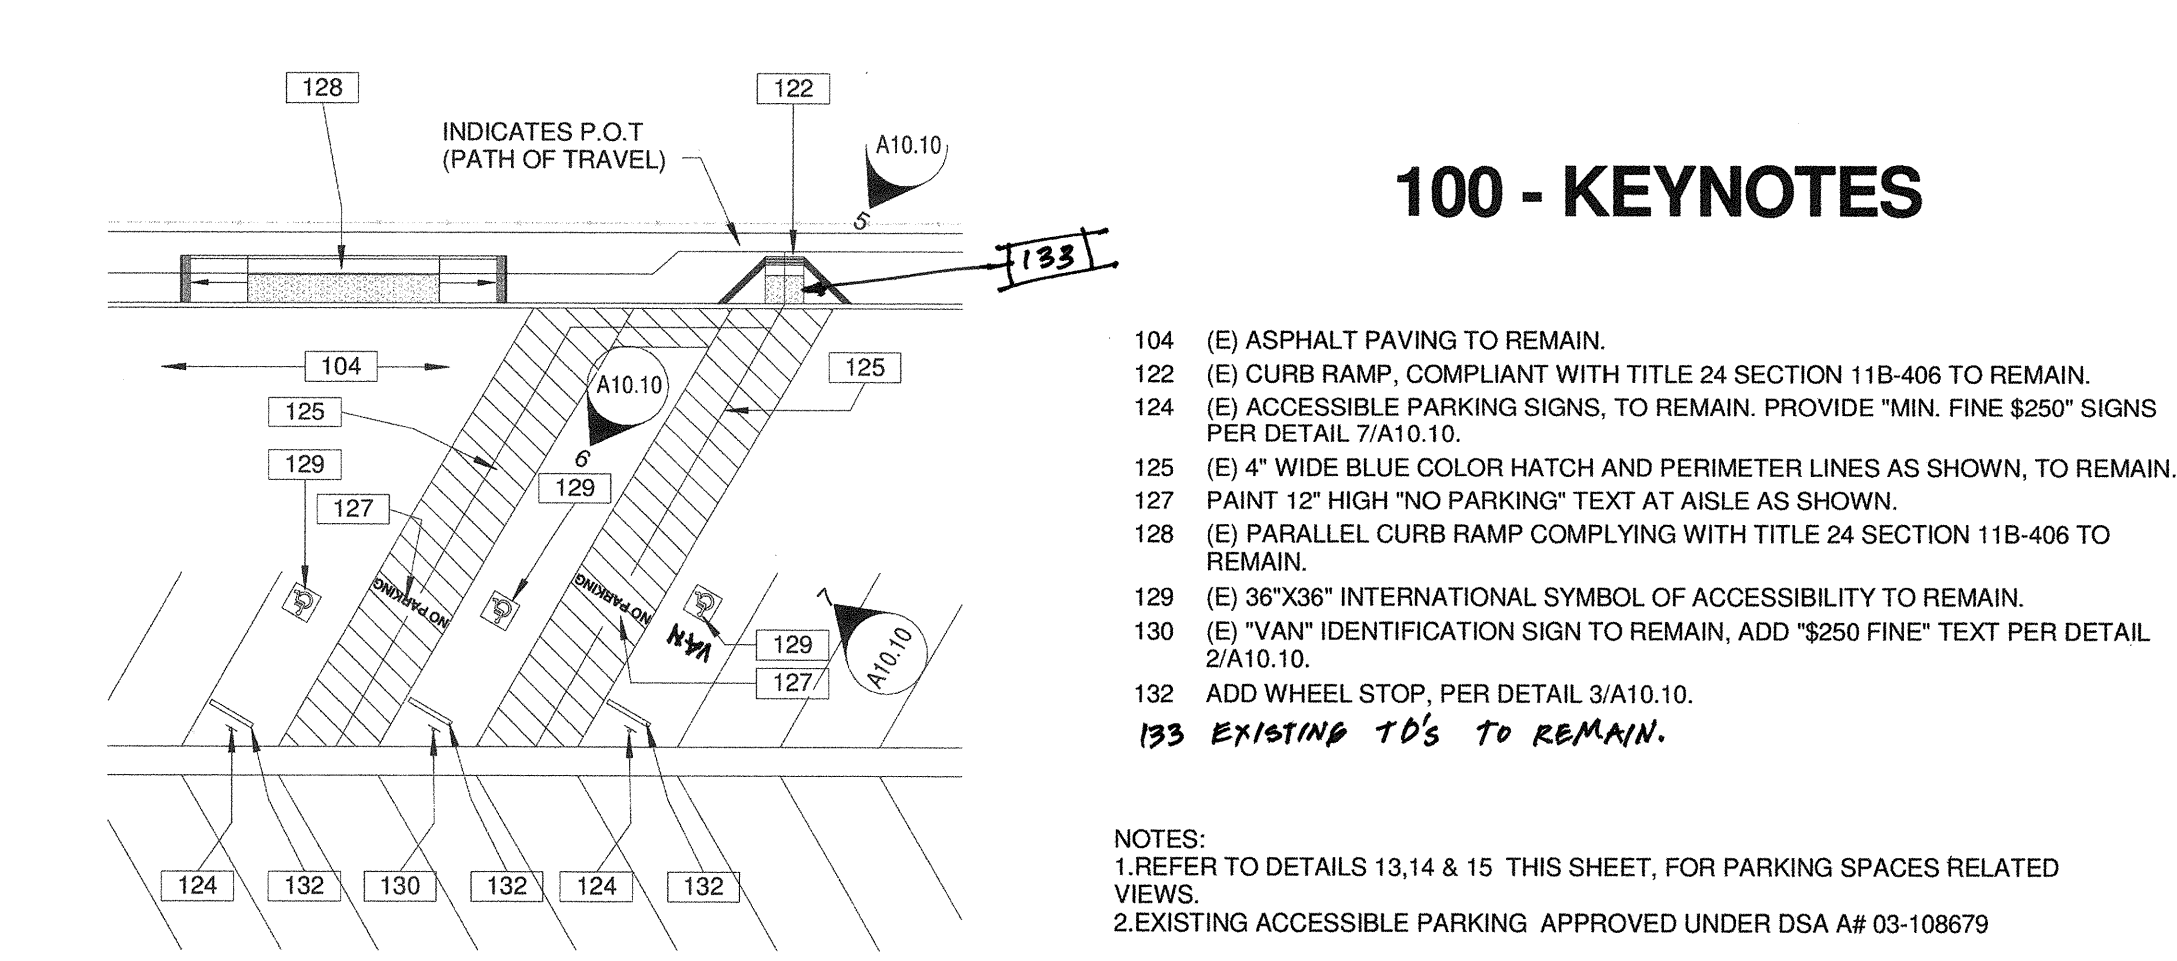 128
122
INDICATES P.O.T
(PATH OF TRAVEL)
A10.10
5
133
104
A10.10
6
125
125
129
129
127
NO PARKING
NO PARKING
VAN
7
A10.10
129
127
124
132
130
132
124
132
100 - KEYNOTES
104 (E) ASPHALT PAVING TO REMAIN.
122 (E) CURB RAMP, COMPLIANT WITH TITLE 24 SECTION 11B-406 TO REMAIN.
124 (E) ACCESSIBLE PARKING SIGNS, TO REMAIN. PROVIDE "MIN. FINE $250" SIGNS
PER DETAIL 7/A10.10.
125 (E) 4" WIDE BLUE COLOR HATCH AND PERIMETER LINES AS SHOWN, TO REMAIN.
127 PAINT 12" HIGH "NO PARKING" TEXT AT AISLE AS SHOWN.
128 (E) PARALLEL CURB RAMP COMPLYING WITH TITLE 24 SECTION 11B-406 TO
REMAIN.
129 (E) 36"X36" INTERNATIONAL SYMBOL OF ACCESSIBILITY TO REMAIN.
130 (E) "VAN" IDENTIFICATION SIGN TO REMAIN, ADD "$250 FINE" TEXT PER DETAIL
2/A10.10.
132 ADD WHEEL STOP, PER DETAIL 3/A10.10.
133 EXISTING TD'S TO REMAIN.
NOTES:
1.REFER TO DETAILS 13,14 & 15 THIS SHEET, FOR PARKING SPACES RELATED
VIEWS.
2.EXISTING ACCESSIBLE PARKING APPROVED UNDER DSA A# 03-108679